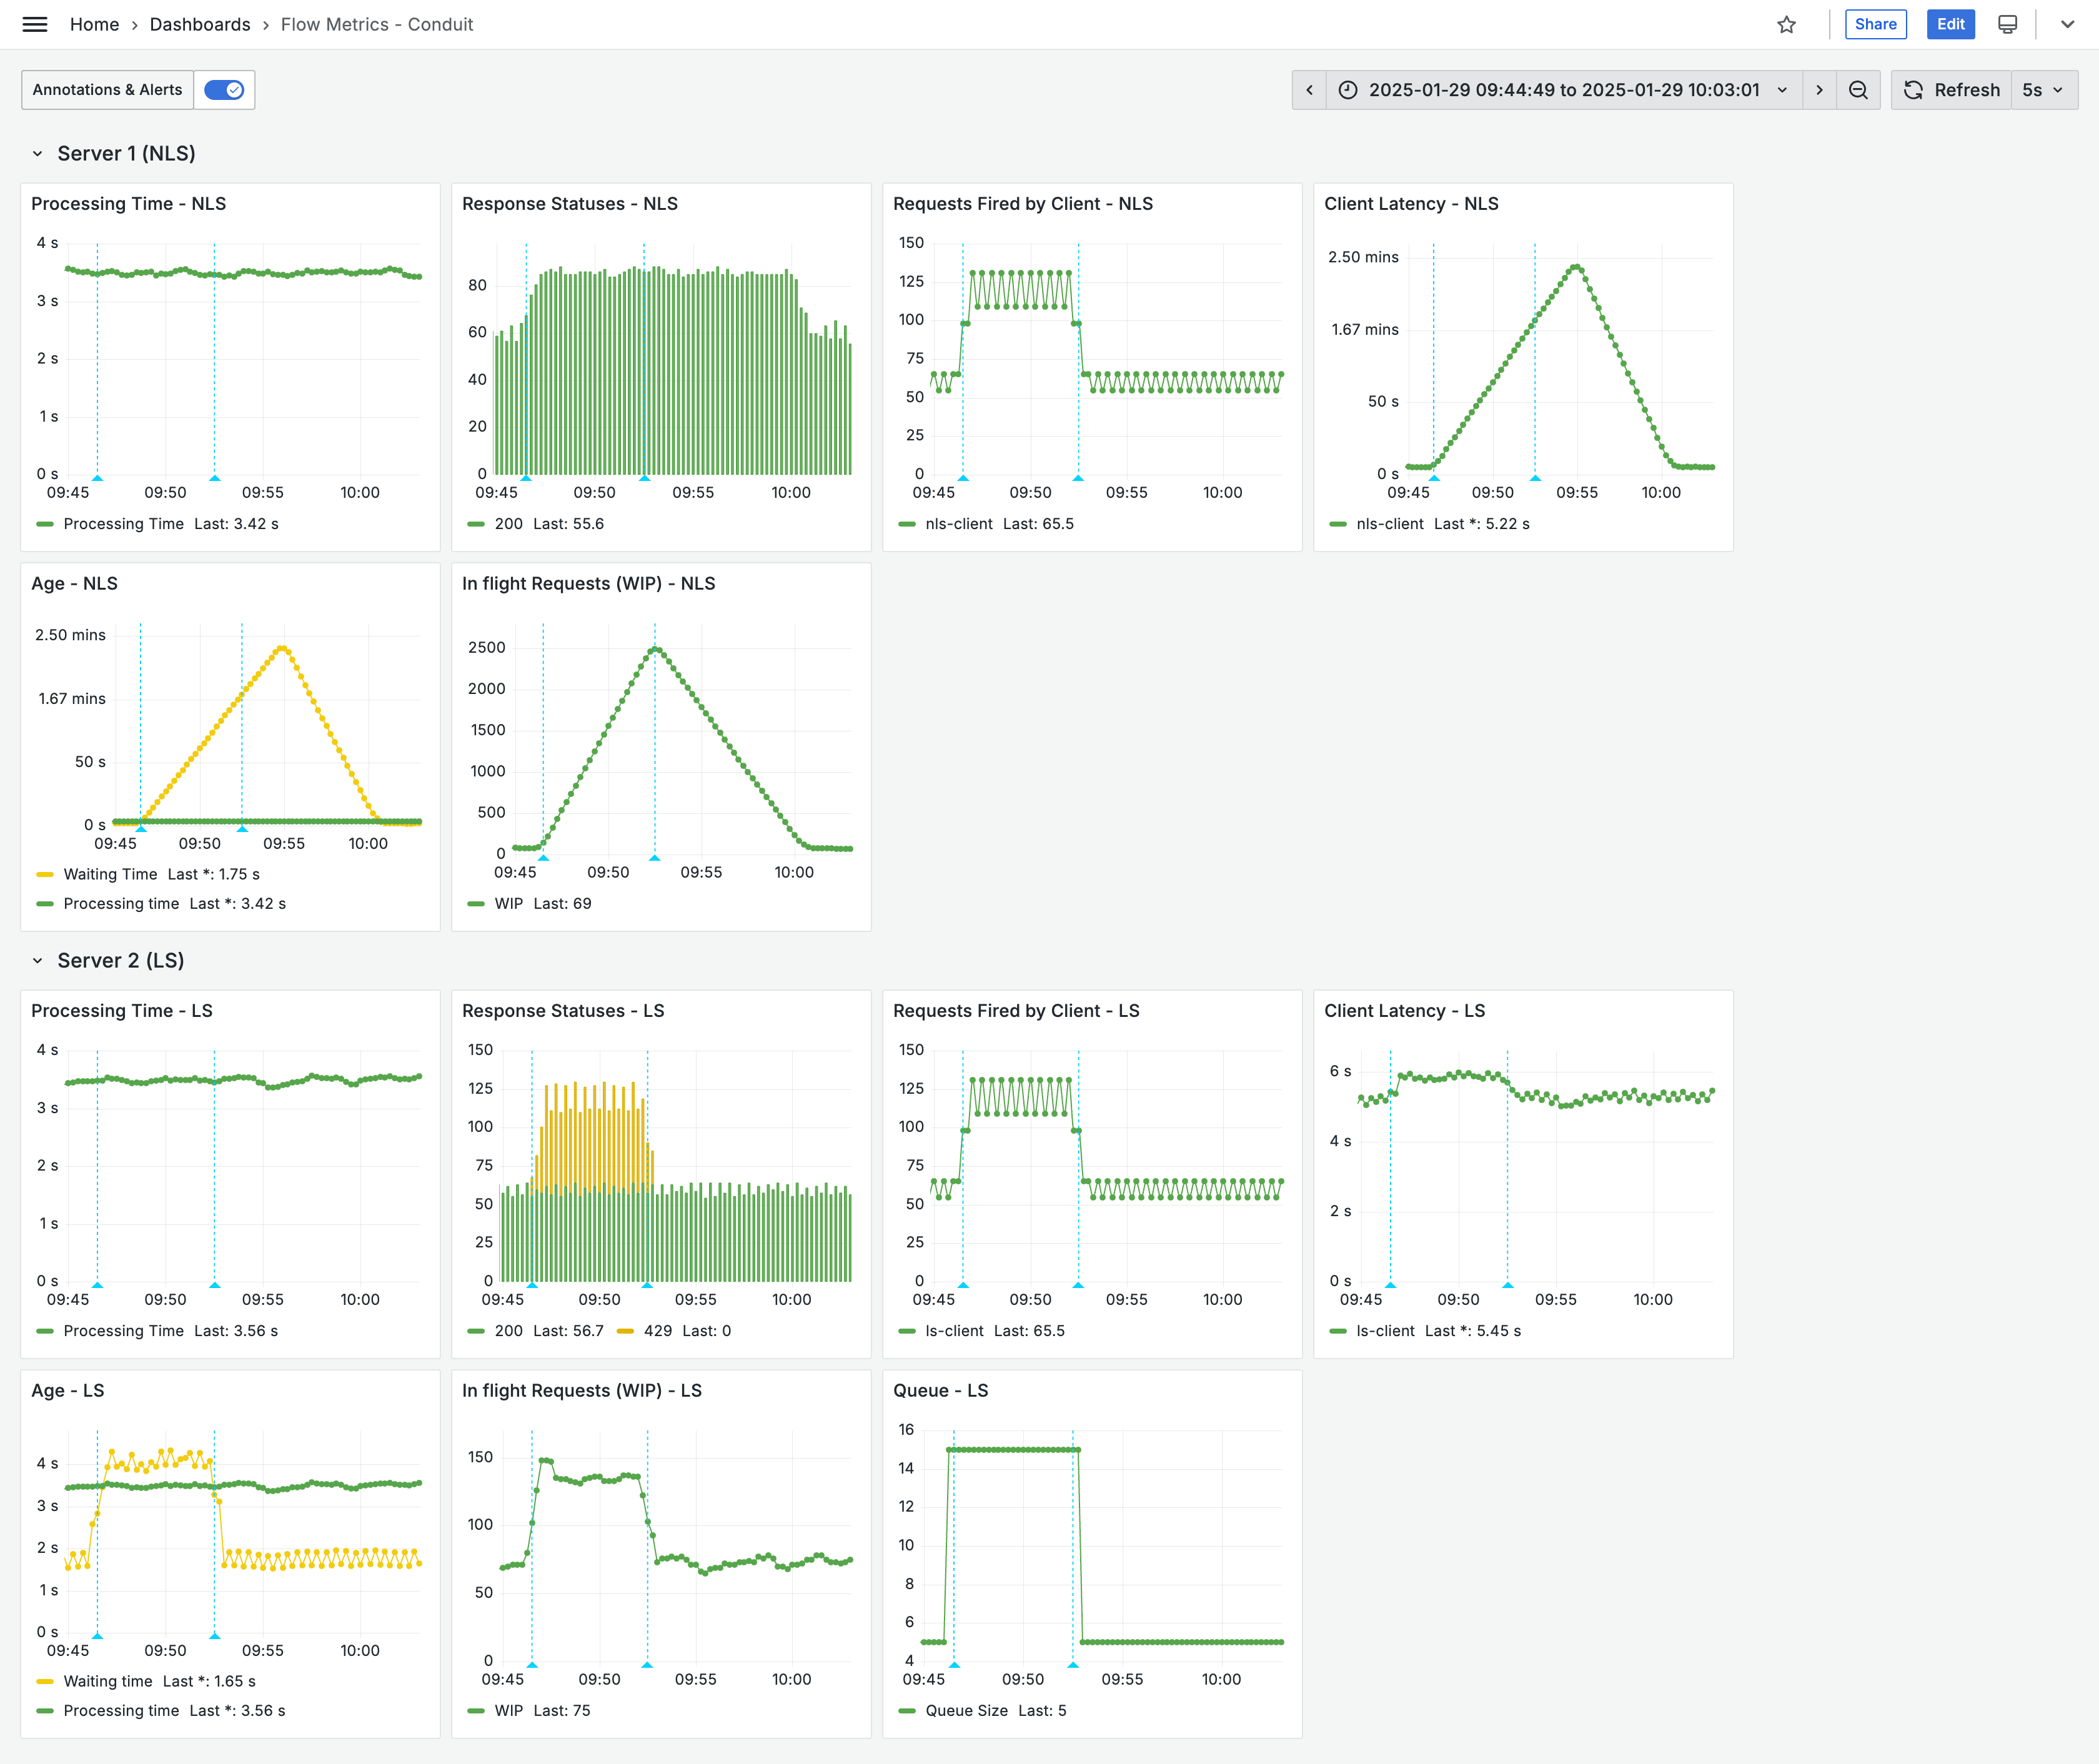 Home › Dashboards › Flow Metrics - Conduit
Share
Edit
Annotations & Alerts
2025-01-29 09:44:49 to 2025-01-29 10:03:01
Refresh
5s
Server 1 (NLS)
Processing Time - NLS
4 s
3 s
2 s
1 s
0 s
09:45 09:50 09:55 10:00
Processing Time Last: 3.42 s
Response Statuses - NLS
80
60
40
20
0
09:45 09:50 09:55 10:00
200 Last: 55.6
Requests Fired by Client - NLS
150
125
100
75
50
25
0
09:45 09:50 09:55 10:00
nls-client Last: 65.5
Client Latency - NLS
2.50 mins
1.67 mins
50 s
0 s
09:45 09:50 09:55 10:00
nls-client Last *: 5.22 s
Age - NLS
2.50 mins
1.67 mins
50 s
0 s
09:45 09:50 09:55 10:00
Waiting Time Last *: 1.75 s
Processing time Last *: 3.42 s
In flight Requests (WIP) - NLS
2500
2000
1500
1000
500
0
09:45 09:50 09:55 10:00
WIP Last: 69
Server 2 (LS)
Processing Time - LS
4 s
3 s
2 s
1 s
0 s
09:45 09:50 09:55 10:00
Processing Time Last: 3.56 s
Response Statuses - LS
150
125
100
75
50
25
0
09:45 09:50 09:55 10:00
200 Last: 56.7 429 Last: 0
Requests Fired by Client - LS
150
125
100
75
50
25
0
09:45 09:50 09:55 10:00
ls-client Last: 65.5
Client Latency - LS
6 s
4 s
2 s
0 s
09:45 09:50 09:55 10:00
ls-client Last *: 5.45 s
Age - LS
4 s
3 s
2 s
1 s
0 s
09:45 09:50 09:55 10:00
Waiting time Last *: 1.65 s
Processing time Last *: 3.56 s
In flight Requests (WIP) - LS
150
100
50
0
09:45 09:50 09:55 10:00
WIP Last: 75
Queue - LS
16
14
12
10
8
6
4
09:45 09:50 09:55 10:00
Queue Size Last: 5